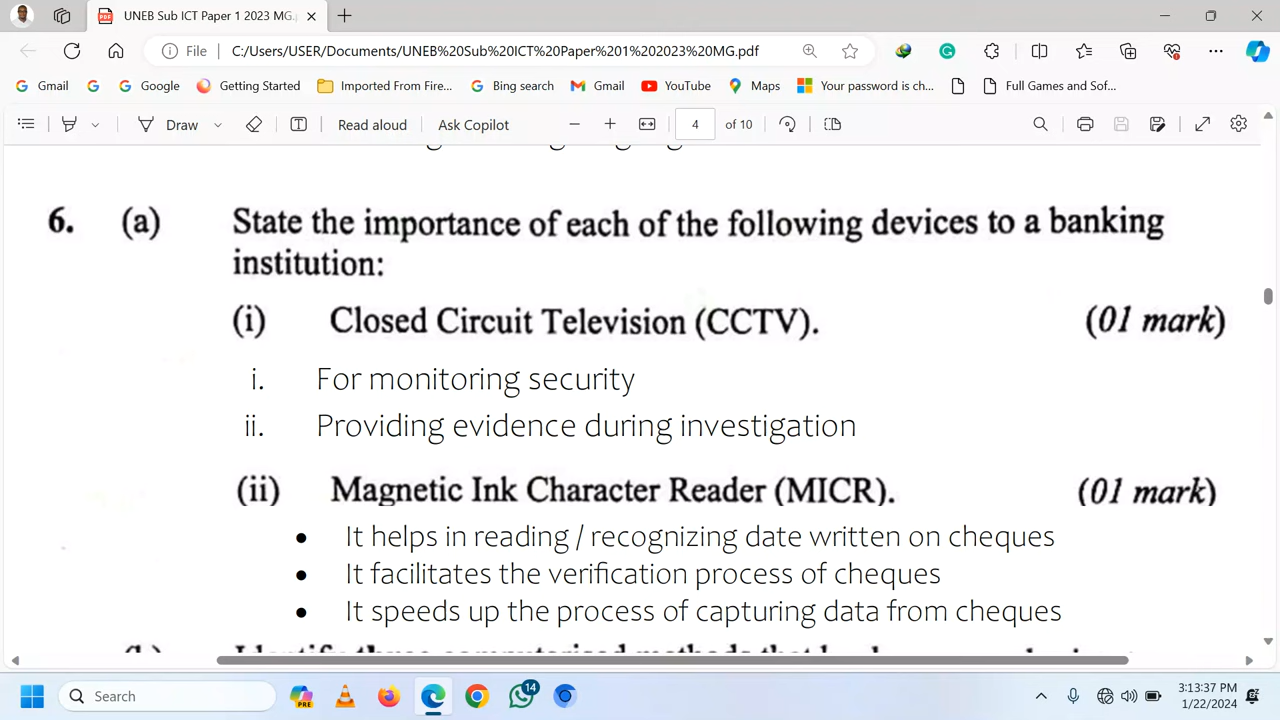 UNEB Sub ICT Paper 1 2023 MG.
File C:/Users/USER/Documents/UNEB%20Sub%20ICT%20Paper%201%202023%20MG.pdf
Gmail Google Getting Started Imported From Fire... Bing search Gmail YouTube Maps Your password is ch... Full Games and Sof...
Draw Read aloud Ask Copilot 4 of 10
6. (a) State the importance of each of the following devices to a banking
institution:
(i) Closed Circuit Television (CCTV). (01 mark)
i. For monitoring security
ii. Providing evidence during investigation
(ii) Magnetic Ink Character Reader (MICR). (01 mark)
• It helps in reading / recognizing date written on cheques
• It facilitates the verification process of cheques
• It speeds up the process of capturing data from cheques
Search PRE 14 3:13:37 PM
1/22/2024